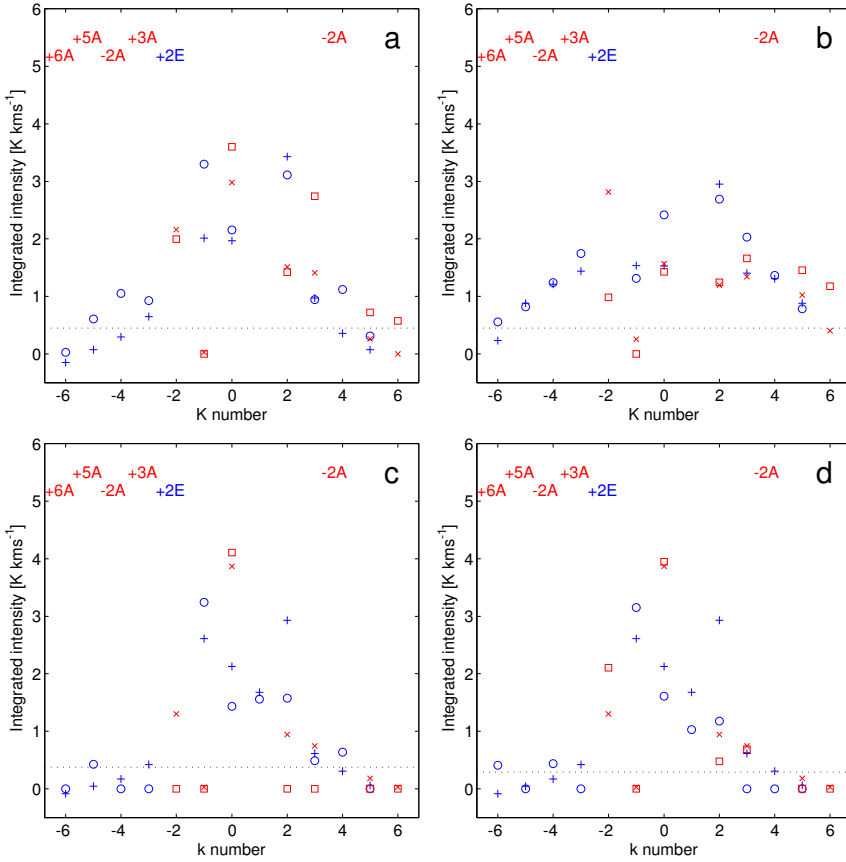 6
5
4
3
2
1
0
-6 -4 -2 0 2 4 6
K number
Integrated intensity [K kms⁻¹]
+5A +3A -2A a
+6A -2A +2E
6
5
4
3
2
1
0
-6 -4 -2 0 2 4 6
K number
Integrated intensity [K kms⁻¹]
+5A +3A -2A b
+6A -2A +2E
6
5
4
3
2
1
0
-6 -4 -2 0 2 4 6
k number
Integrated intensity [K kms⁻¹]
+5A +3A -2A c
+6A -2A +2E
6
5
4
3
2
1
0
-6 -4 -2 0 2 4 6
k number
Integrated intensity [K kms⁻¹]
+5A +3A -2A d
+6A -2A +2E